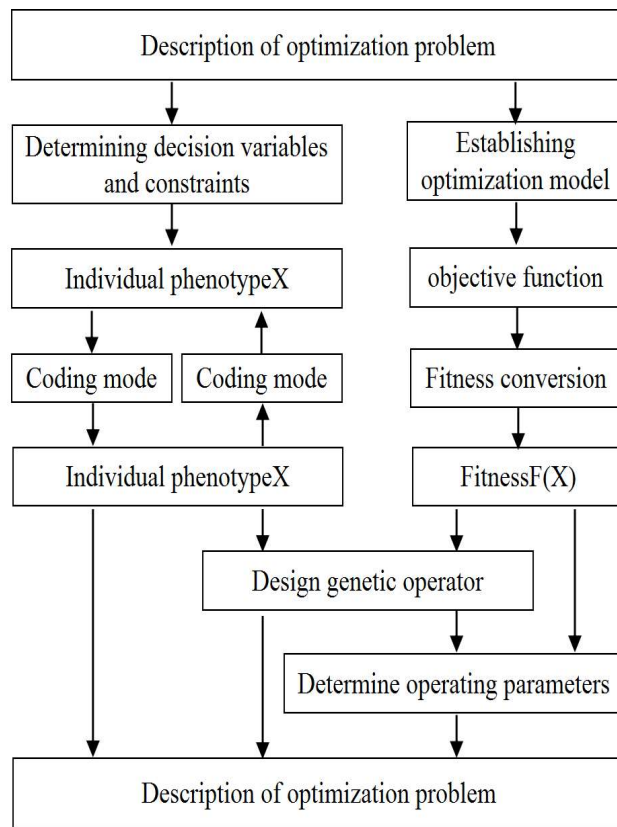 Description of optimization problem
Determining decision variables
and constraints
Establishing
optimization model
Individual phenotypeX
objective function
Coding mode
Coding mode
Fitness conversion
Individual phenotypeX
FitnessF(X)
Design genetic operator
Determine operating parameters
Description of optimization problem